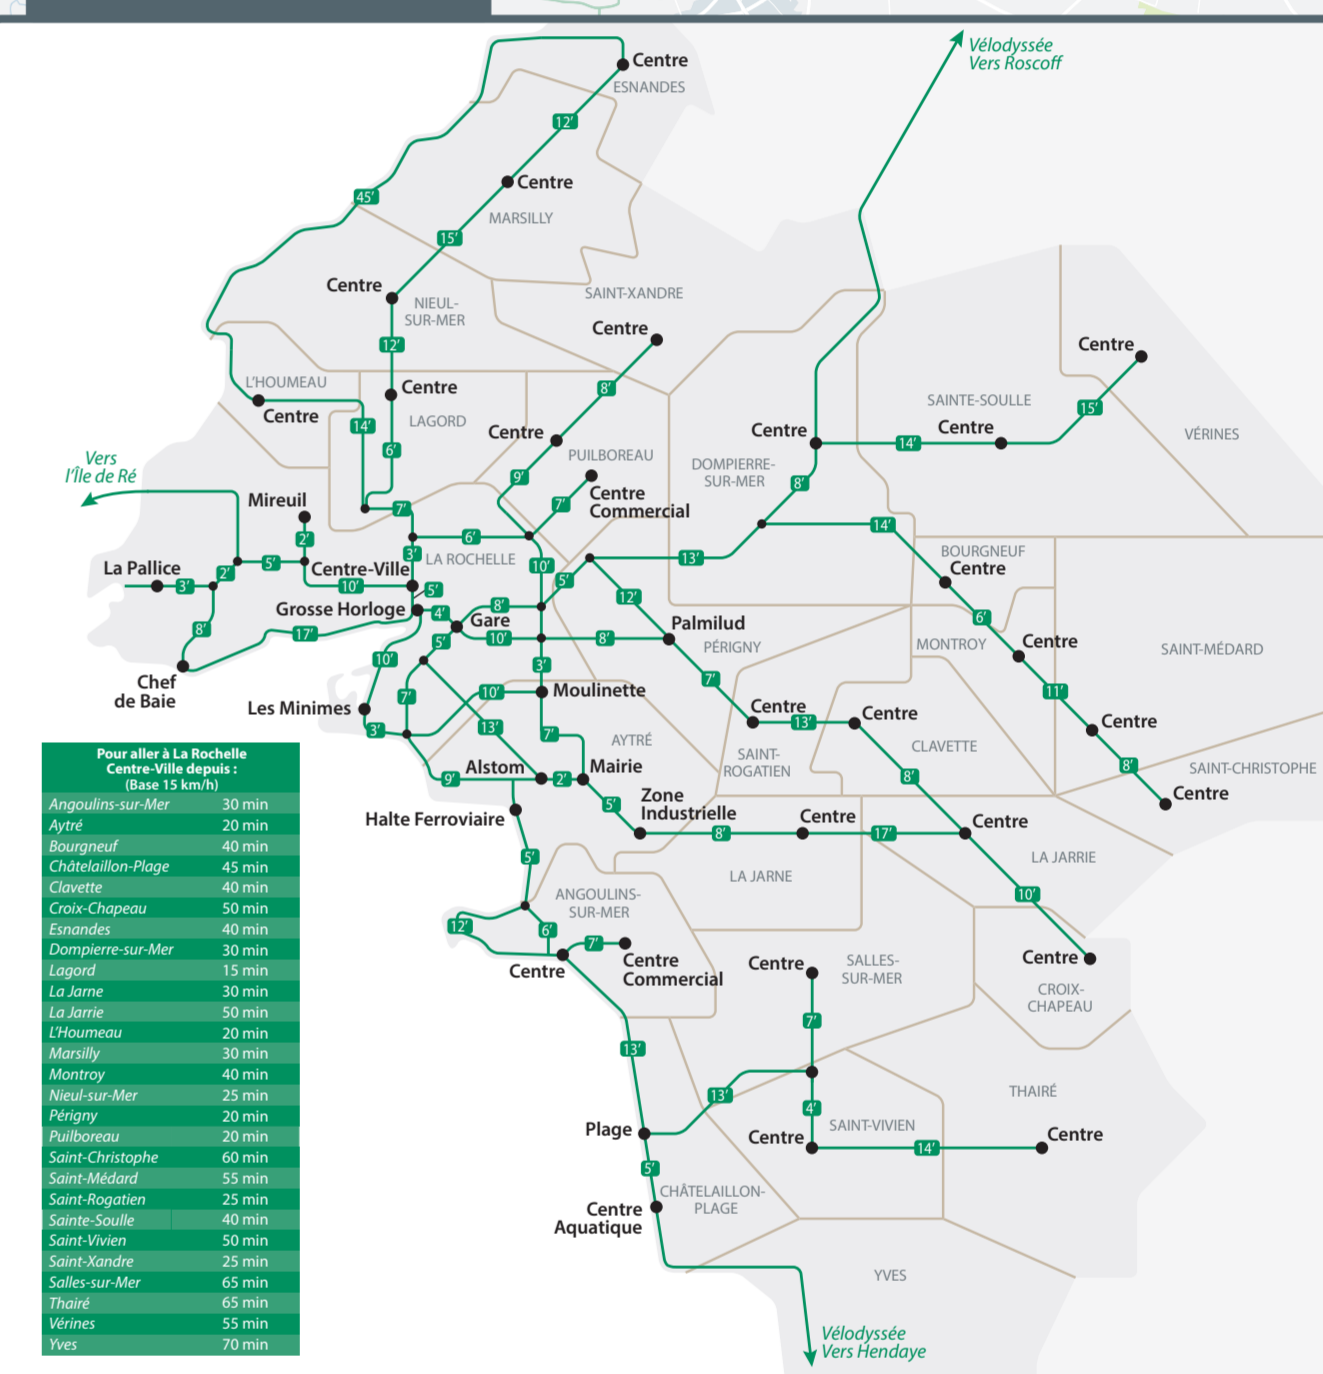 Vélodyssée
Vers Roscoff
Centre
ESNANDES
12'
Centre
45'
MARSILLY
15'
Centre
NIEUL-
SUR-MER
SAINT-XANDRE
Centre
12'
Centre
L'HOUMEAU
Centre
8'
Centre
LAGORD
14'
6'
Centre
PUILBOREAU
9'
Centre
Commercial
7'
SAINTE-SOULLE
15'
Centre
Centre
14'
VÉRINES
DOMPIERRE-
SUR-MER
8'
Vers
l'Île de Ré
Mireuil
7'
2'
3'
6'
LA ROCHELLE
14'
13'
BOURGNEUF
Centre
La Pallice
3'
2'
5'
Centre-Ville
10'
5'
10'
5'
12'
Grosse Horloge
4'
8'
Gare
6'
8'
17'
10'
5'
10'
8'
Palmilud
PÉRIGNY
MONTROY
Centre
SAINT-MÉDARD
Chef
de Baie
3'
7'
11'
Les Minimes
7'
10'
Moulinette
3'
13'
7'
Centre
13'
Centre
Centre
AYTRÉ
SAINT-
ROGATIEN
CLAVETTE
8'
SAINT-CHRISTOPHE
Centre
9'
Alstom
2'
Mairie
8'
5'
Zone
Industrielle
Halte Ferroviaire
8'
Centre
17'
Centre
5'
LA JARRIE
LA JARNE
10'
ANGOULINS-
SUR-MER
12'
6'
7'
Centre
Centre
Commercial
Centre
SALLES-
SUR-MER
Centre
CROIX-
CHAPEAU
7'
13'
13'
4'
THAIRÉ
Plage
SAINT-VIVIEN
Centre
14'
Centre
5'
CHÂTELAILLON-
PLAGE
Centre
Aquatique
YVES
Vélodyssée
Vers Hendaye
Pour aller à La Rochelle
Centre-Ville depuis :
(Base 15 km/h)
Angoulins-sur-Mer 30 min
Aytré 20 min
Bourgneuf 40 min
Châtelaillon-Plage 45 min
Clavette 40 min
Croix-Chapeau 50 min
Esnandes 40 min
Dompierre-sur-Mer 30 min
Lagord 15 min
La Jarne 30 min
La Jarrie 50 min
L'Houmeau 20 min
Marsilly 30 min
Montroy 40 min
Nieul-sur-Mer 25 min
Périgny 20 min
Puilboreau 20 min
Saint-Christophe 60 min
Saint-Médard 55 min
Saint-Rogatien 25 min
Sainte-Soulle 40 min
Saint-Vivien 50 min
Saint-Xandre 25 min
Salles-sur-Mer 65 min
Thairé 65 min
Vérines 55 min
Yves 70 min